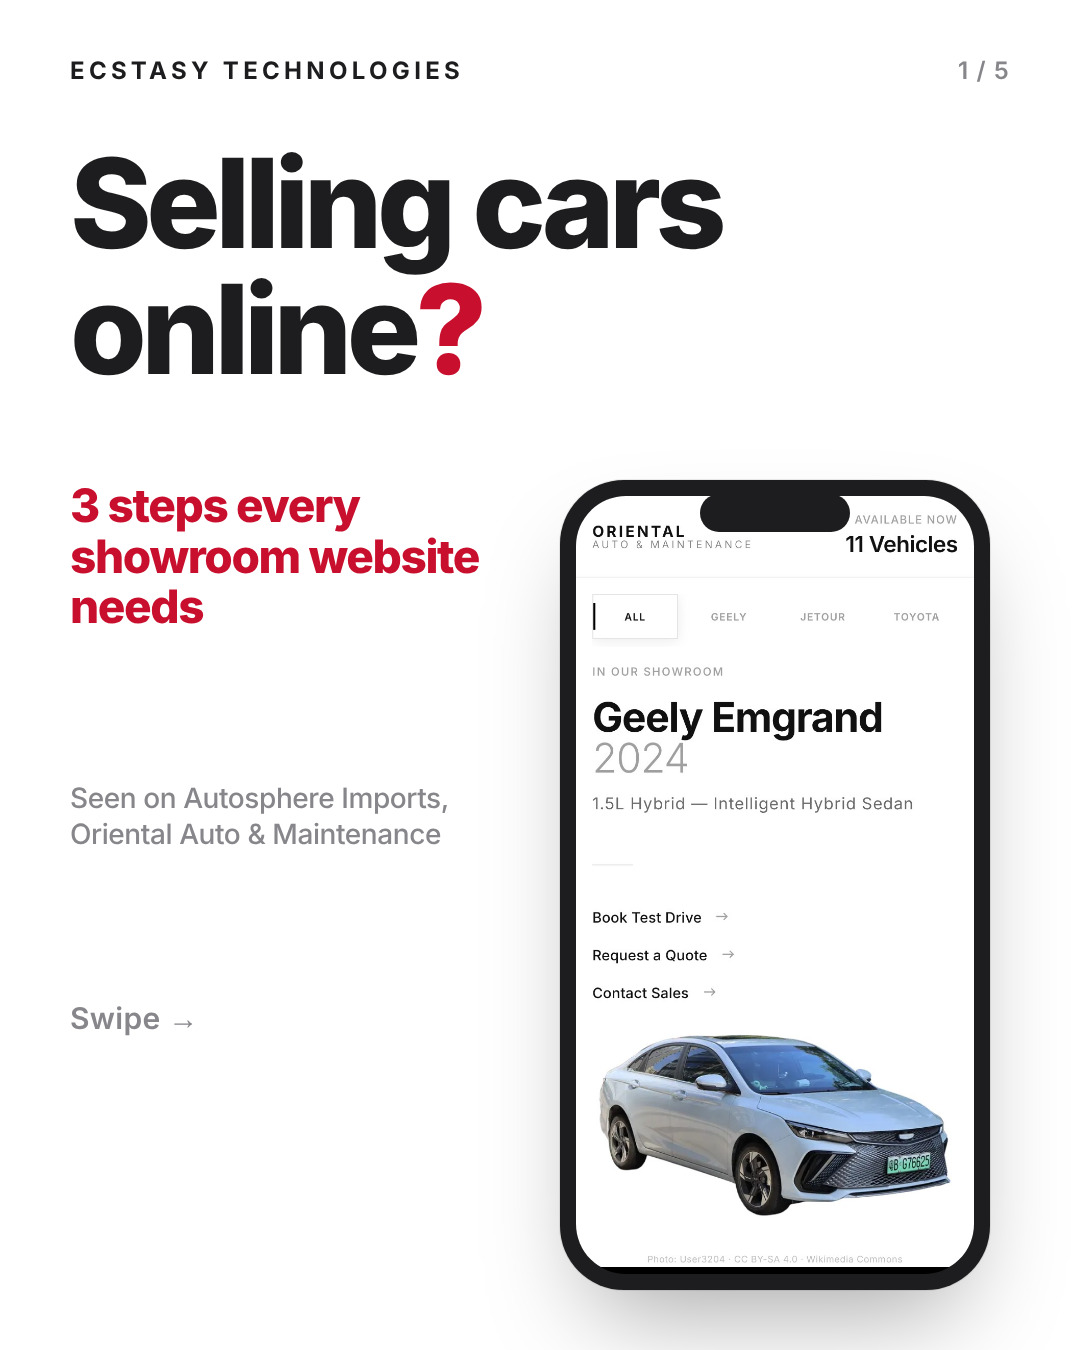 ECSTASY TECHNOLOGIES
1 / 5
Selling cars
online?
3 steps every
showroom website
needs
Seen on Autosphere Imports,
Oriental Auto & Maintenance
Swipe →
ORIENTAL
AUTO & MAINTENANCE
AVAILABLE NOW
11 Vehicles
ALL
GEELY
JETOUR
TOYOTA
IN OUR SHOWROOM
Geely Emgrand
2024
1.5L Hybrid — Intelligent Hybrid Sedan
Book Test Drive →
Request a Quote →
Contact Sales →
G76625
Photo: User3204 · CC BY-SA 4.0 · Wikimedia Commons